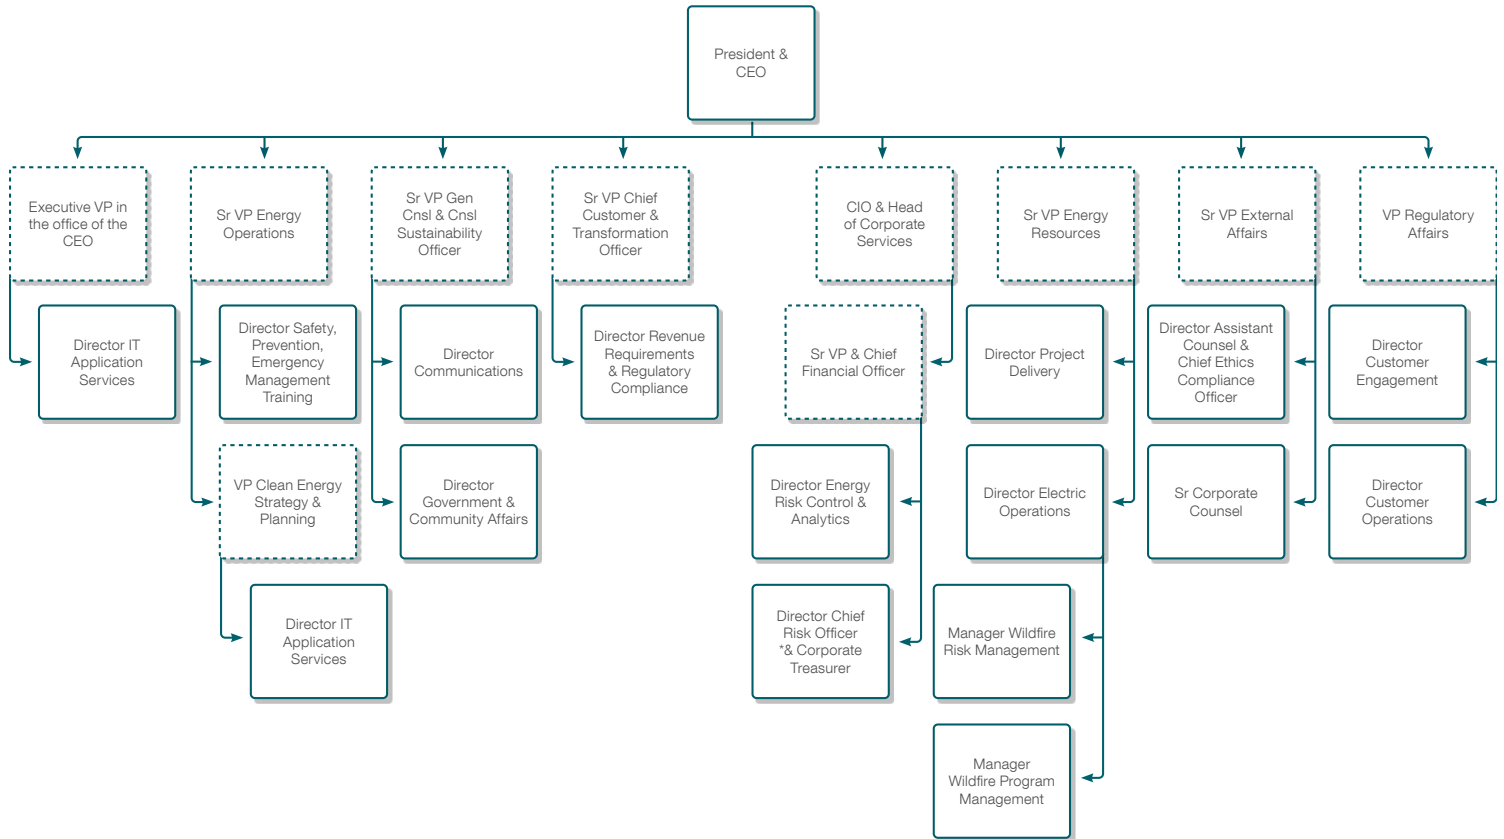 President &
CEO
Executive VP in
the office of the
CEO
Sr VP Energy
Operations
Sr VP Gen
Cnsl & Cnsl
Sustainability
Officer
Sr VP Chief
Customer &
Transformation
Officer
CIO & Head
of Corporate
Services
Sr VP Energy
Resources
Sr VP External
Affairs
VP Regulatory
Affairs
Director IT
Application
Services
Director Safety,
Prevention,
Emergency
Management
Training
Director
Communications
Director Revenue
Requirements
& Regulatory
Compliance
Sr VP & Chief
Financial Officer
Director Project
Delivery
Director Assistant
Counsel &
Chief Ethics
Compliance
Officer
Director
Customer
Engagement
VP Clean Energy
Strategy &
Planning
Director
Government &
Community Affairs
Director Energy
Risk Control &
Analytics
Director Electric
Operations
Sr Corporate
Counsel
Director
Customer
Operations
Director IT
Application
Services
Director Chief
Risk Officer
*& Corporate
Treasurer
Manager Wildfire
Risk Management
Manager
Wildfire Program
Management